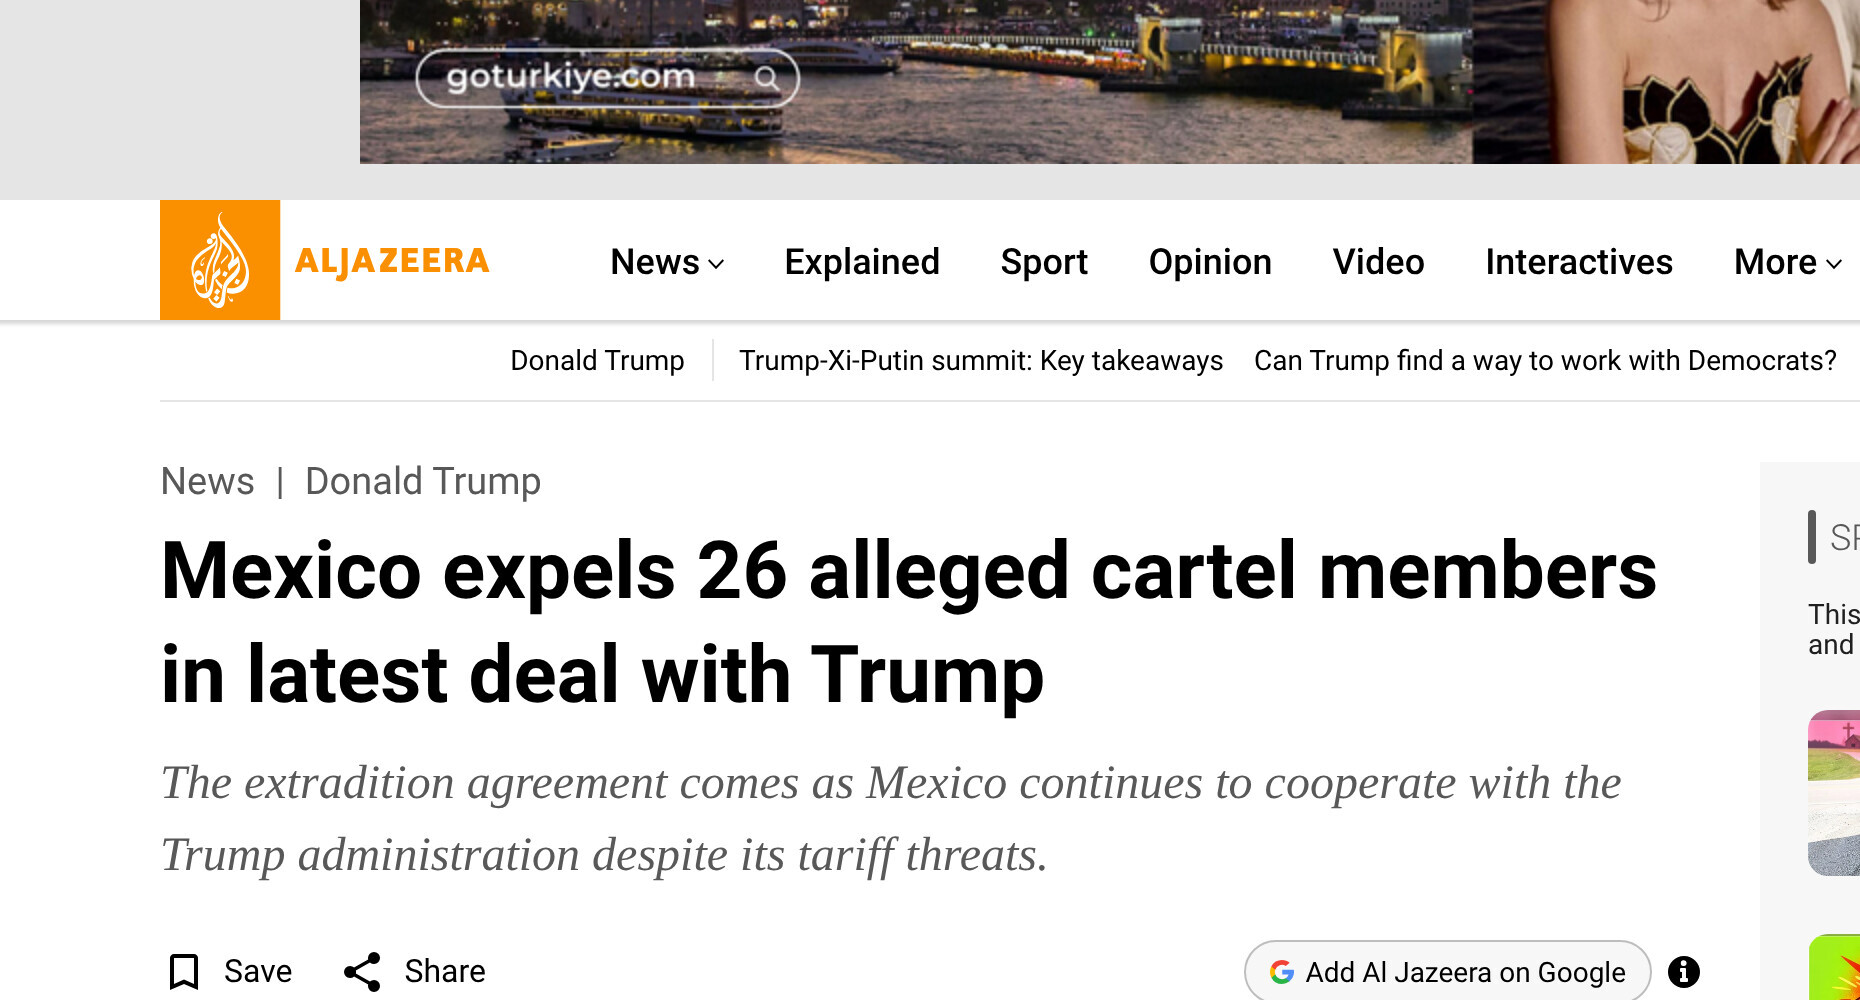 goturkiye.com
ALJAZEERA
News Explained Sport Opinion Video Interactives More
Donald Trump Trump-Xi-Putin summit: Key takeaways Can Trump find a way to work with Democrats?
News | Donald Trump
Mexico expels 26 alleged cartel members
in latest deal with Trump
The extradition agreement comes as Mexico continues to cooperate with the
Trump administration despite its tariff threats.
This
and
Save Share
Add Al Jazeera on Google